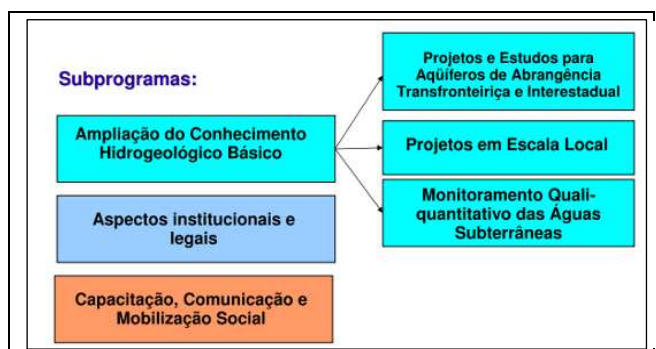 Subprogramas:
Ampliação do Conhecimento
Hidrogeológico Básico
Aspectos institucionais e
legais
Capacitação, Comunicação e
Mobilização Social
Projetos e Estudos para
Aqüíferos de Abrangência
Transfronteiriça e Interestadual
Projetos em Escala Local
Monitoramento Quali-
quantitativo das Águas
Subterrâneas